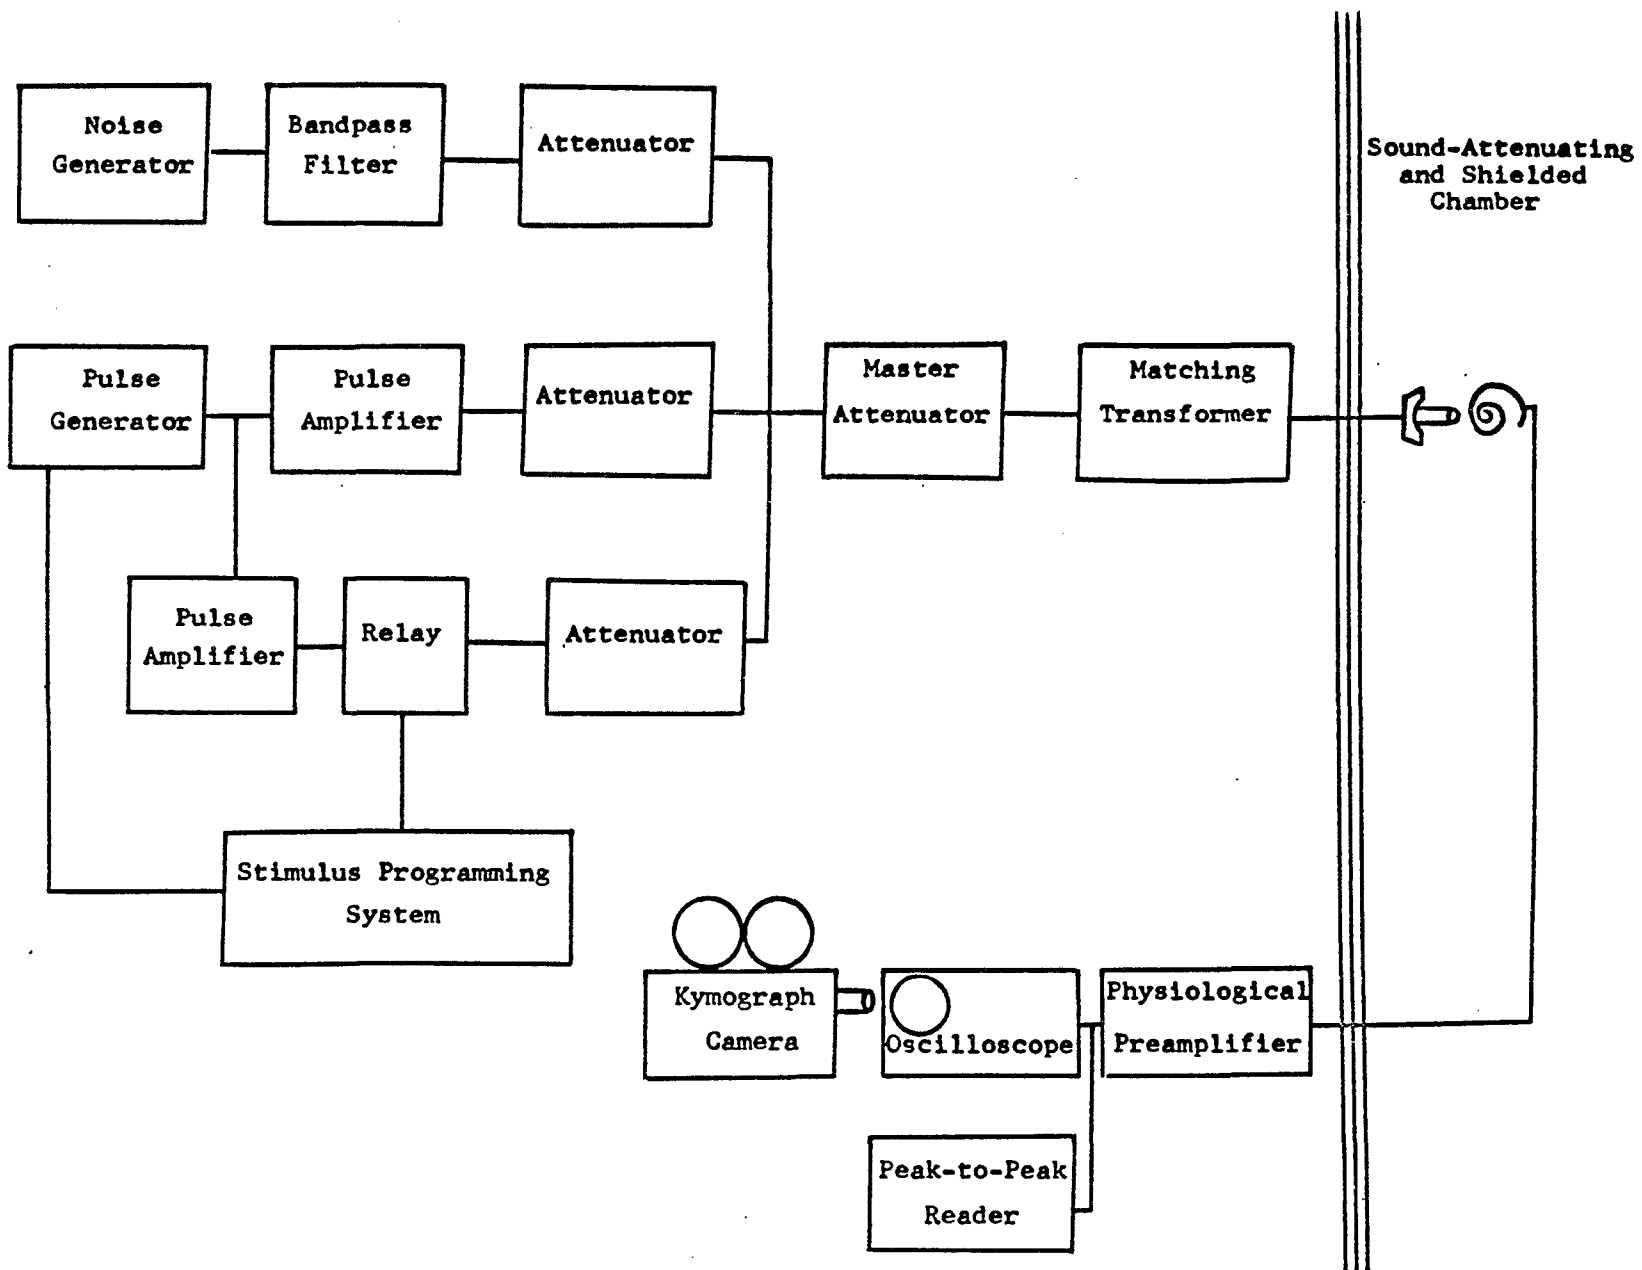 Noise
Generator
Bandpass
Filter
Attenuator
Sound-Attenuating
and Shielded
Chamber
Pulse
Generator
Pulse
Amplifier
Attenuator
Master
Attenuator
Matching
Transformer
Pulse
Amplifier
Relay
Attenuator
Stimulus Programming
System
Kymograph
Camera
Oscilloscope
Physiological
Preamplifier
Peak-to-Peak
Reader